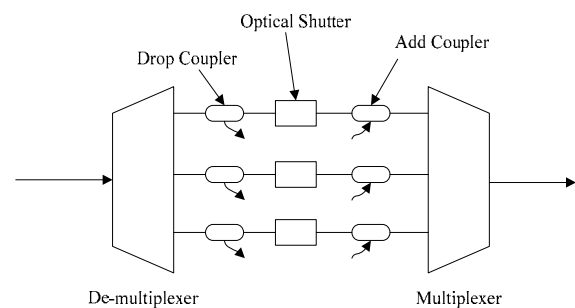 Optical Shutter
Drop Coupler
Add Coupler
De-multiplexer
Multiplexer